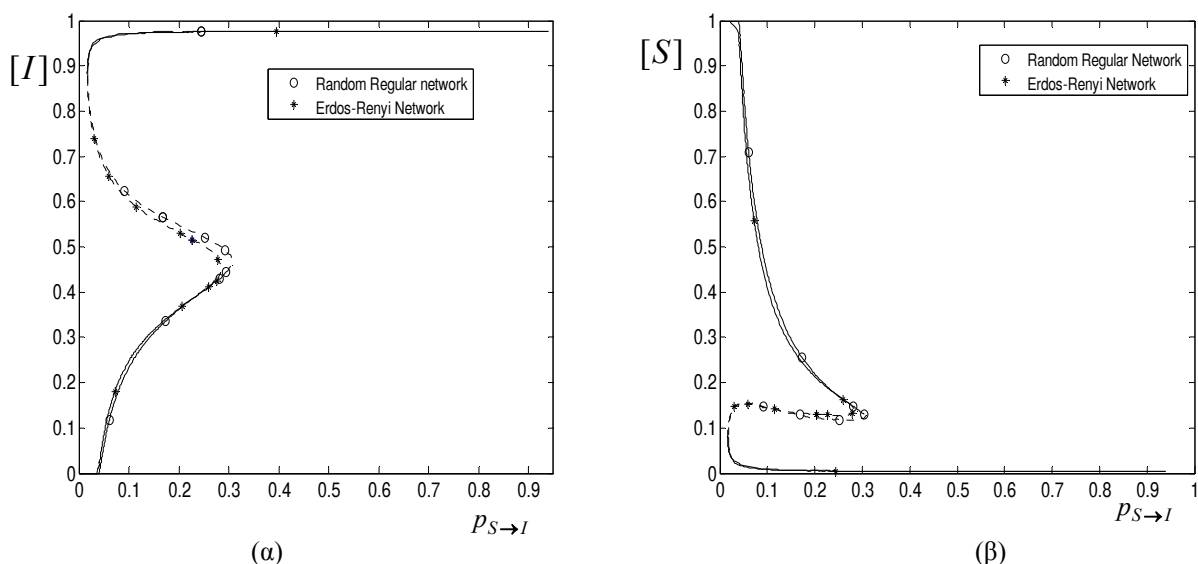 1
0.9
0.8
0.7
0.6
0.5
0.4
0.3
0.2
0.1
0
[I]
Random Regular network
Erdos-Renyi Network
0 0.1 0.2 0.3 0.4 0.5 0.6 0.7 0.8 0.9
p_{S→I}
(α)
1
0.9
0.8
0.7
0.6
0.5
0.4
0.3
0.2
0.1
0
[S]
Random Regular Network
Erdos-Renyi Network
0 0.1 0.2 0.3 0.4 0.5 0.6 0.7 0.8 0.9 1
p_{S→I}
(β)